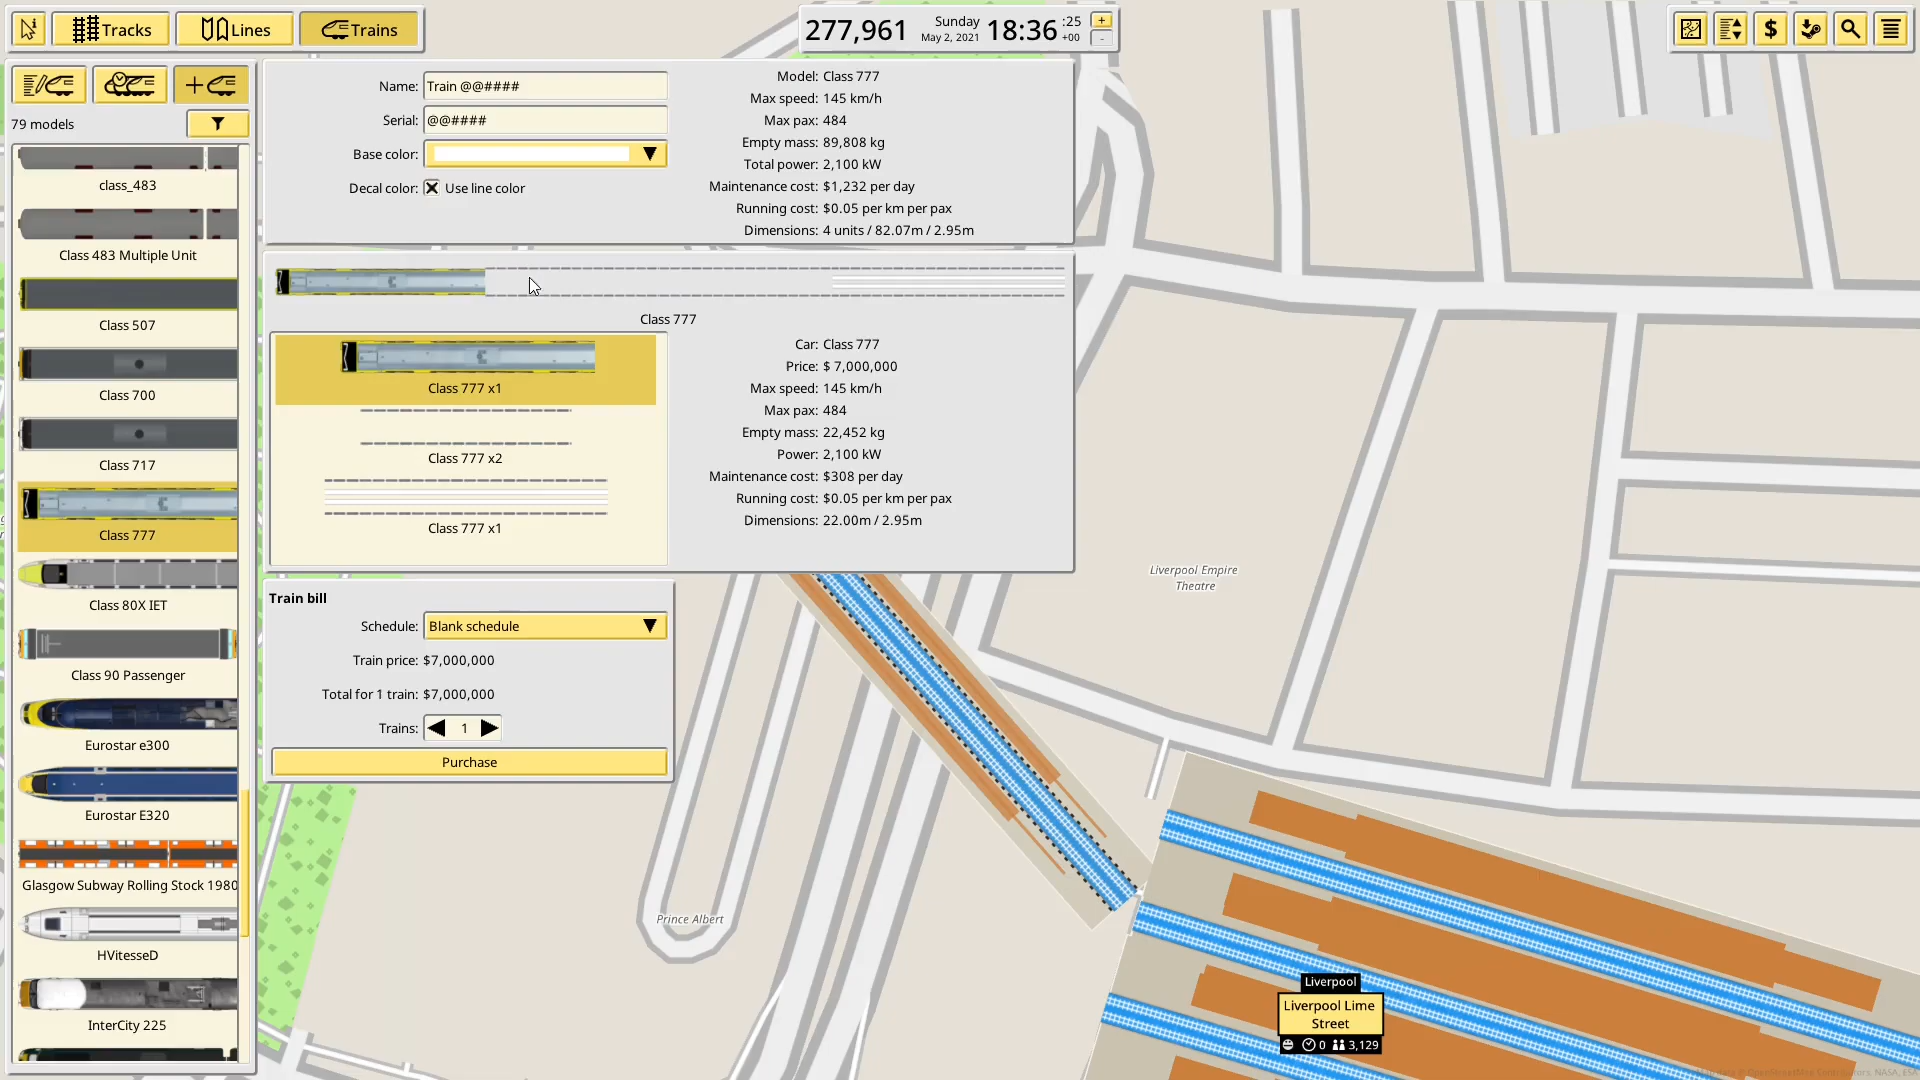 Tracks
Lines
Trains
277,961
Sunday
May 2, 2021
18:36
:25
+00
79 models
class_483
Class 483 Multiple Unit
Class 507
Class 700
Class 717
Class 777
Class 80X IET
Class 90 Passenger
Eurostar e300
Eurostar E320
Glasgow Subway Rolling Stock 1980
HVitesseD
InterCity 225
Name: Train @@####
Serial: @@####
Base color:
Decal color: Use line color
Model: Class 777
Max speed: 145 km/h
Max pax: 484
Empty mass: 89,808 kg
Total power: 2,100 kW
Maintenance cost: $1,232 per day
Running cost: $0.05 per km per pax
Dimensions: 4 units / 82.07m / 2.95m
Class 777
Class 777 x1
Class 777 x2
Class 777 x1
Car: Class 777
Price: $ 7,000,000
Max speed: 145 km/h
Max pax: 484
Empty mass: 22,452 kg
Power: 2,100 kW
Maintenance cost: $308 per day
Running cost: $0.05 per km per pax
Dimensions: 22.00m / 2.95m
Train bill
Schedule: Blank schedule
Train price: $7,000,000
Total for 1 train: $7,000,000
Trains: 1
Purchase
Liverpool Empire
Theatre
Prince Albert
Liverpool
Liverpool Lime
Street
0 3,129